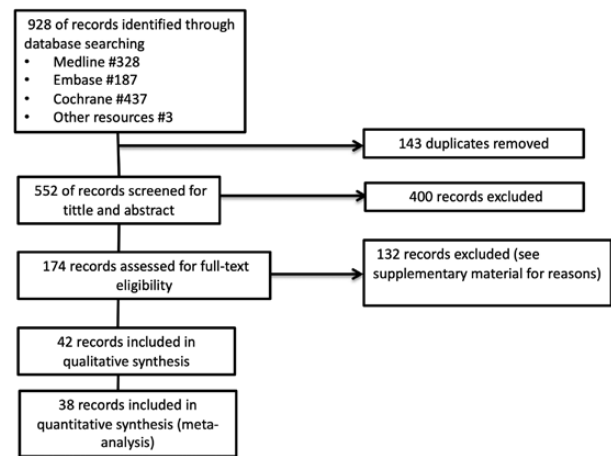 928 of records identified through
database searching
• Medline #328
• Embase #187
• Cochrane #437
• Other resources #3
143 duplicates removed
552 of records screened for
tittle and abstract
400 records excluded
174 records assessed for full-text
eligibility
132 records excluded (see
supplementary material for reasons)
42 records included in
qualitative synthesis
38 records included in
quantitative synthesis (meta-
analysis)